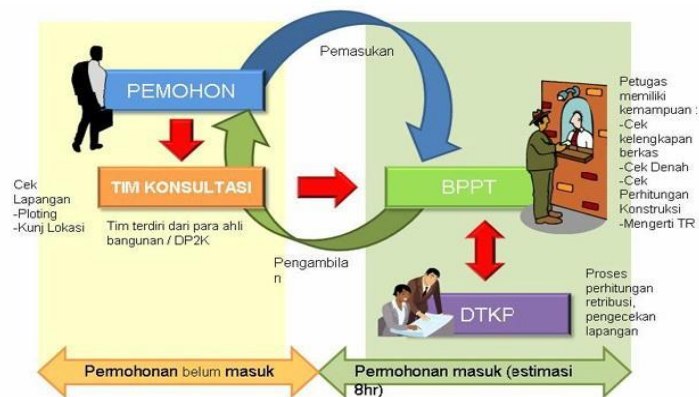 Pemasukan
PEMOHON
Petugas
memiliki
kemampuan :
-Cek
kelengkapan
berkas
-Cek Denah
-Cek
Perhitungan
Konstruksi
-Mengerti TR
Cek
Lapangan
-Ploting
-Kunj Lokasi
TIM KONSULTASI
Tim terdiri dari para ahli
bangunan / DP2K
BPPT
Pengambila
n
DTKP
Proses
perhitungan
retribusi,
pengecekan
lapangan
Permohonan belum masuk
Permohonan masuk (estimasi
8hr)